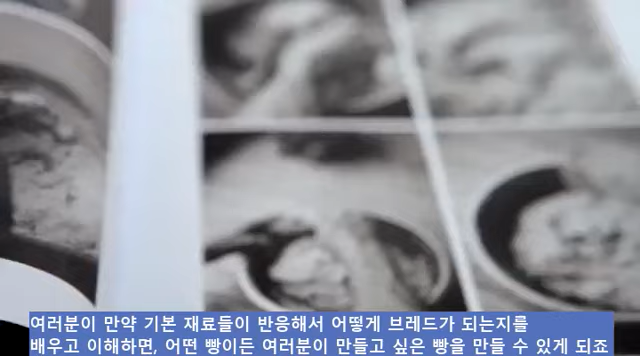 여러분이 만약 기본 재료들이 반응해서 어떻게 브레드가 되는지를
배우고 이해하면, 어떤 빵이든 여러분이 만들고 싶은 빵을 만들 수 있게 되죠